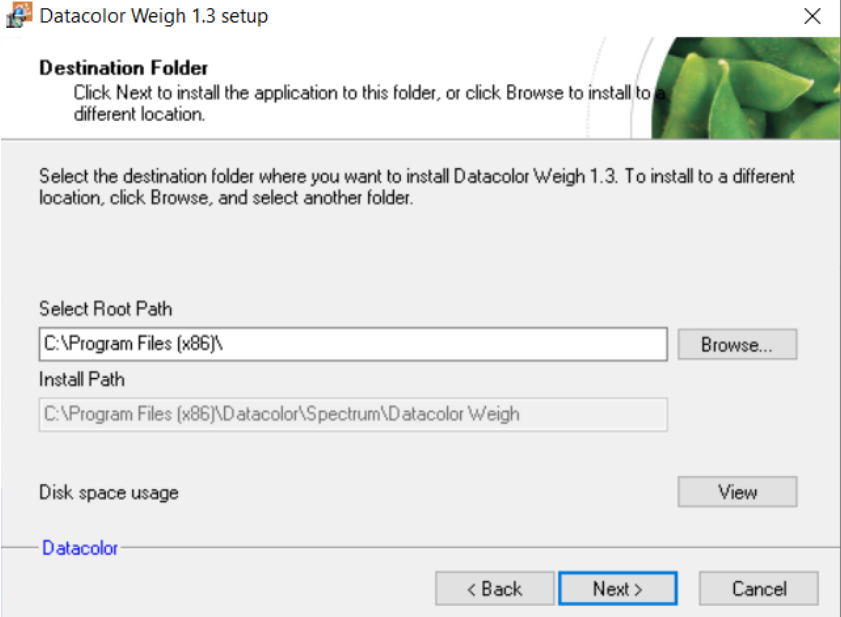 Datacolor Weigh 1.3 setup
Destination Folder
Click Next to install the application to this folder, or click Browse to install to a
different location.
Select the destination folder where you want to install Datacolor Weigh 1.3. To install to a different
location, click Browse, and select another folder.
Select Root Path
C:\Program Files (x86)\
Browse...
Install Path
C:\Program Files (x86)\Datacolor\Spectrum\Datacolor Weigh
Disk space usage
View
Datacolor
< Back
Next >
Cancel